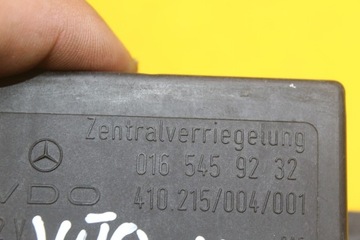 Zentralverriegelung
016 545 92 32
VDO
410.215/004/001